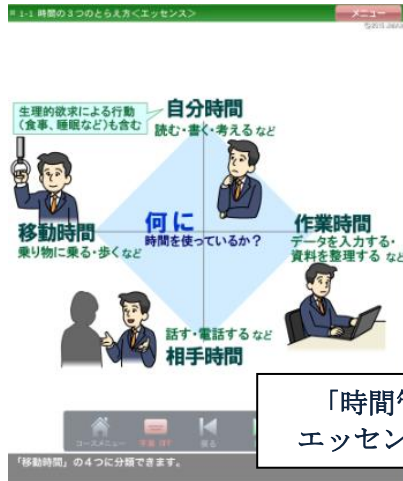 1-1 時間の３つのとらえ方＜エッセンス＞
メニュー
生理的欲求による行動
（食事、睡眠など）も含む
自分時間
読む・書く・考える など
何に
時間を使っているか？
移動時間
乗り物に乗る・歩く など
作業時間
データを入力する・
資料を整理する など
話す・電話する など
相手時間
「時間
エッセン
コースメニュー
字幕 OFF
戻る
「移動時間」の４つに分類できます。